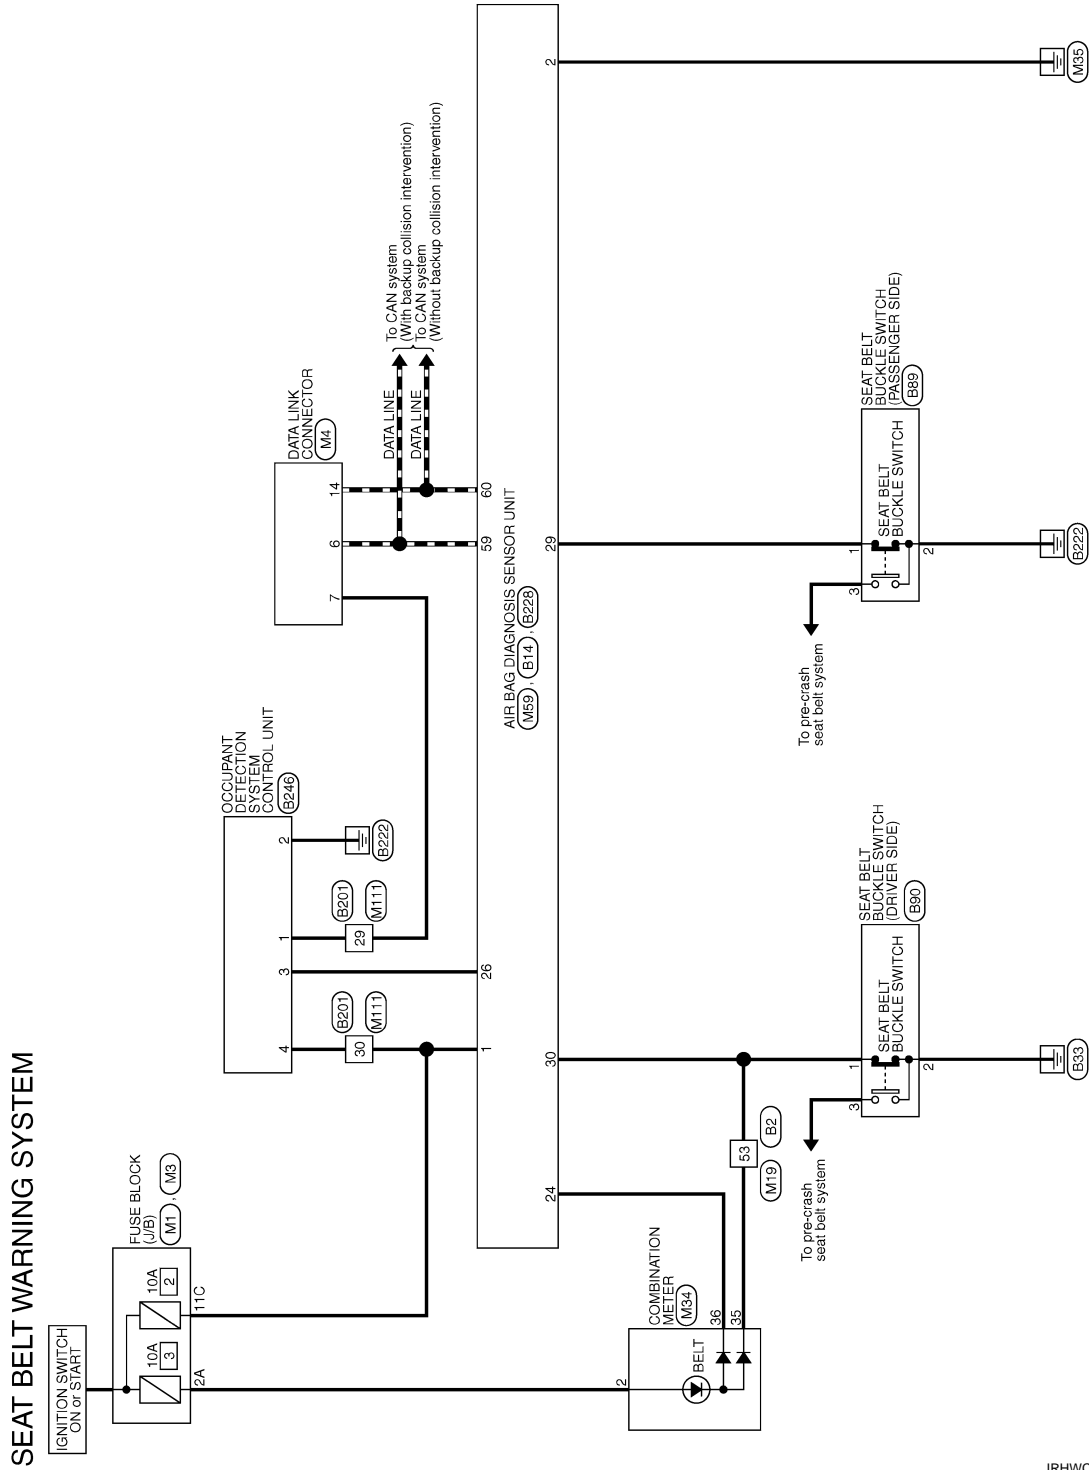 SEAT BELT WARNING SYSTEM
IGNITION SWITCH
ON or START
FUSE BLOCK
(J/B)
M1 , M3
10A
3
10A
2
2A
11C
OCCUPANT
DETECTION
SYSTEM
CONTROL UNIT
B246
4
3
1
2
30
B201
M111
29
B201
M111
B222
DATA LINK
CONNECTOR
M4
7
6
14
DATA LINE
DATA LINE
To CAN system
(With backup collision intervention)
To CAN system
(Without backup collision intervention)
1
26
59
60
AIR BAG DIAGNOSIS SENSOR UNIT
M59 , B14 , B228
24
30
29
2
COMBINATION
METER
M34
2
BELT
36
35
53
M19
B2
To pre-crash
seat belt system
SEAT BELT
BUCKLE SWITCH
(DRIVER SIDE)
B90
3
1
SEAT BELT
BUCKLE SWITCH
2
B33
To pre-crash
seat belt system
SEAT BELT
BUCKLE SWITCH
(PASSENGER SIDE)
B89
3
1
SEAT BELT
BUCKLE SWITCH
2
B222
M35